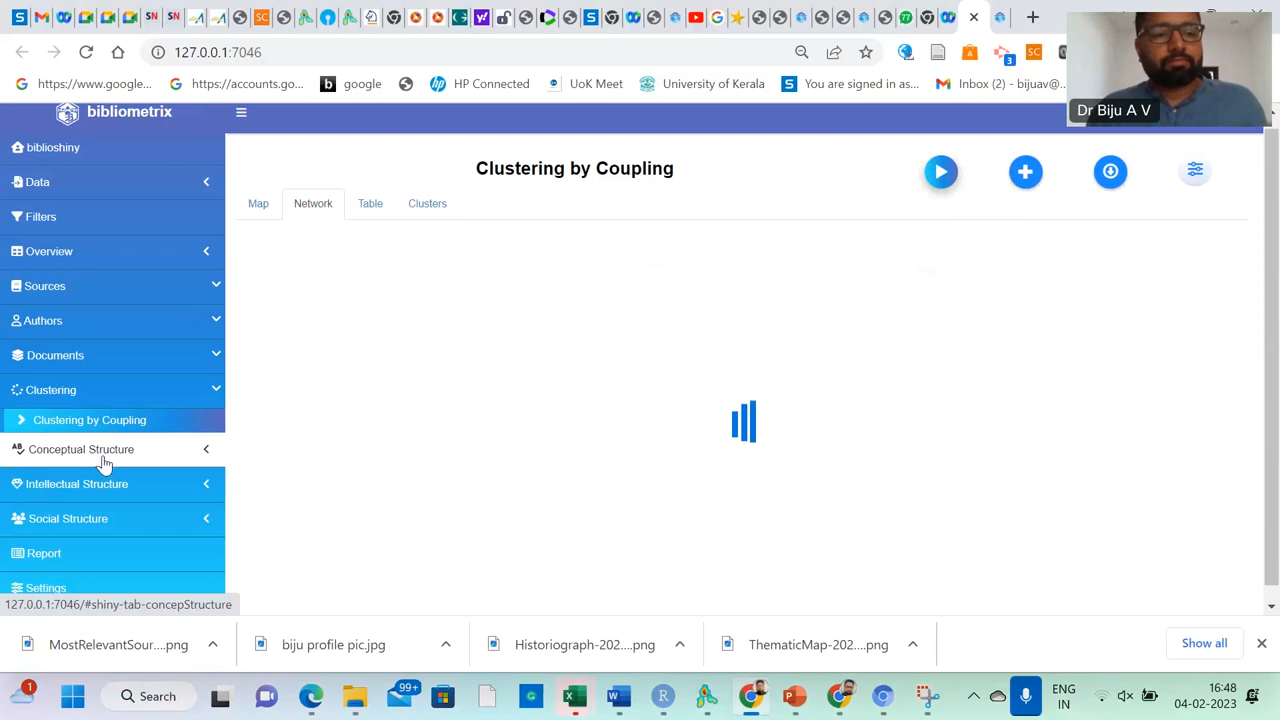 127.0.0.1:7046
3
https://www.google...
https://accounts.go...
google
HP Connected
UoK Meet
University of Kerala
You are signed in as...
Inbox (2) - bijuav@...
Dr Biju A V
bibliometrix
biblioshiny
Data
Filters
Overview
Sources
Authors
Documents
Clustering
Clustering by Coupling
Conceptual Structure
Intellectual Structure
Social Structure
Report
Settings
127.0.0.1:7046/#shiny-tab-concepStructure
Clustering by Coupling
Map Network Table Clusters
MostRelevantSour....png
biju profile pic.jpg
Historiograph-202....png
ThematicMap-202....png
Show all
1
Search
99+
ENG
IN
16:48
04-02-2023